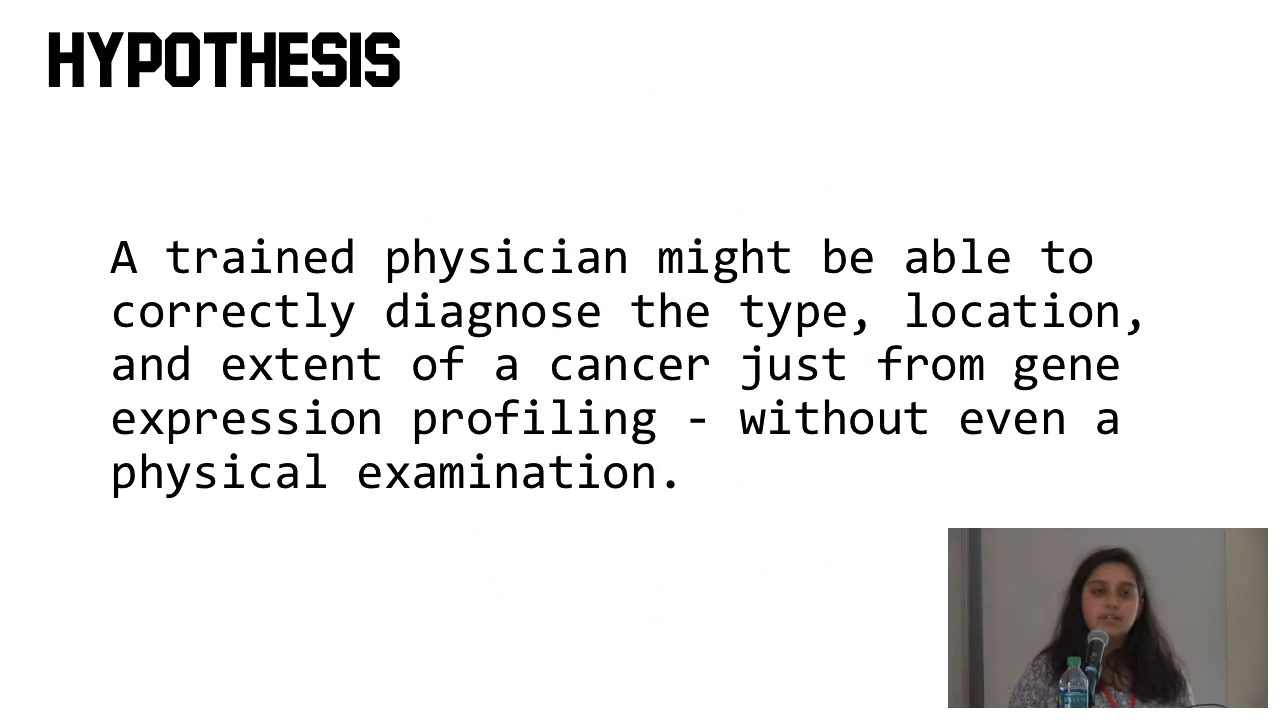 HYPOTHESIS
A trained physician might be able to
correctly diagnose the type, location,
and extent of a cancer just from gene
expression profiling - without even a
physical examination.